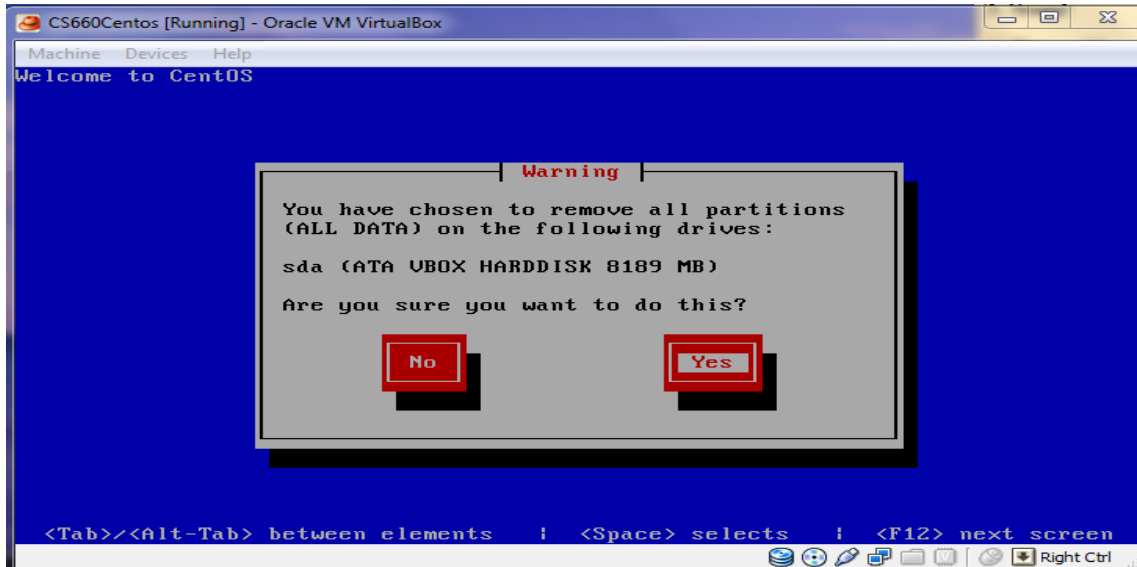 CS660Centos [Running] - Oracle VM VirtualBox
Machine Devices Help
Welcome to CentOS
Warning
You have chosen to remove all partitions
(ALL DATA) on the following drives:
sda (ATA VBOX HARDDISK 8189 MB)
Are you sure you want to do this?
No Yes
<Tab>/<Alt-Tab> between elements | <Space> selects | <F12> next screen
Right Ctrl